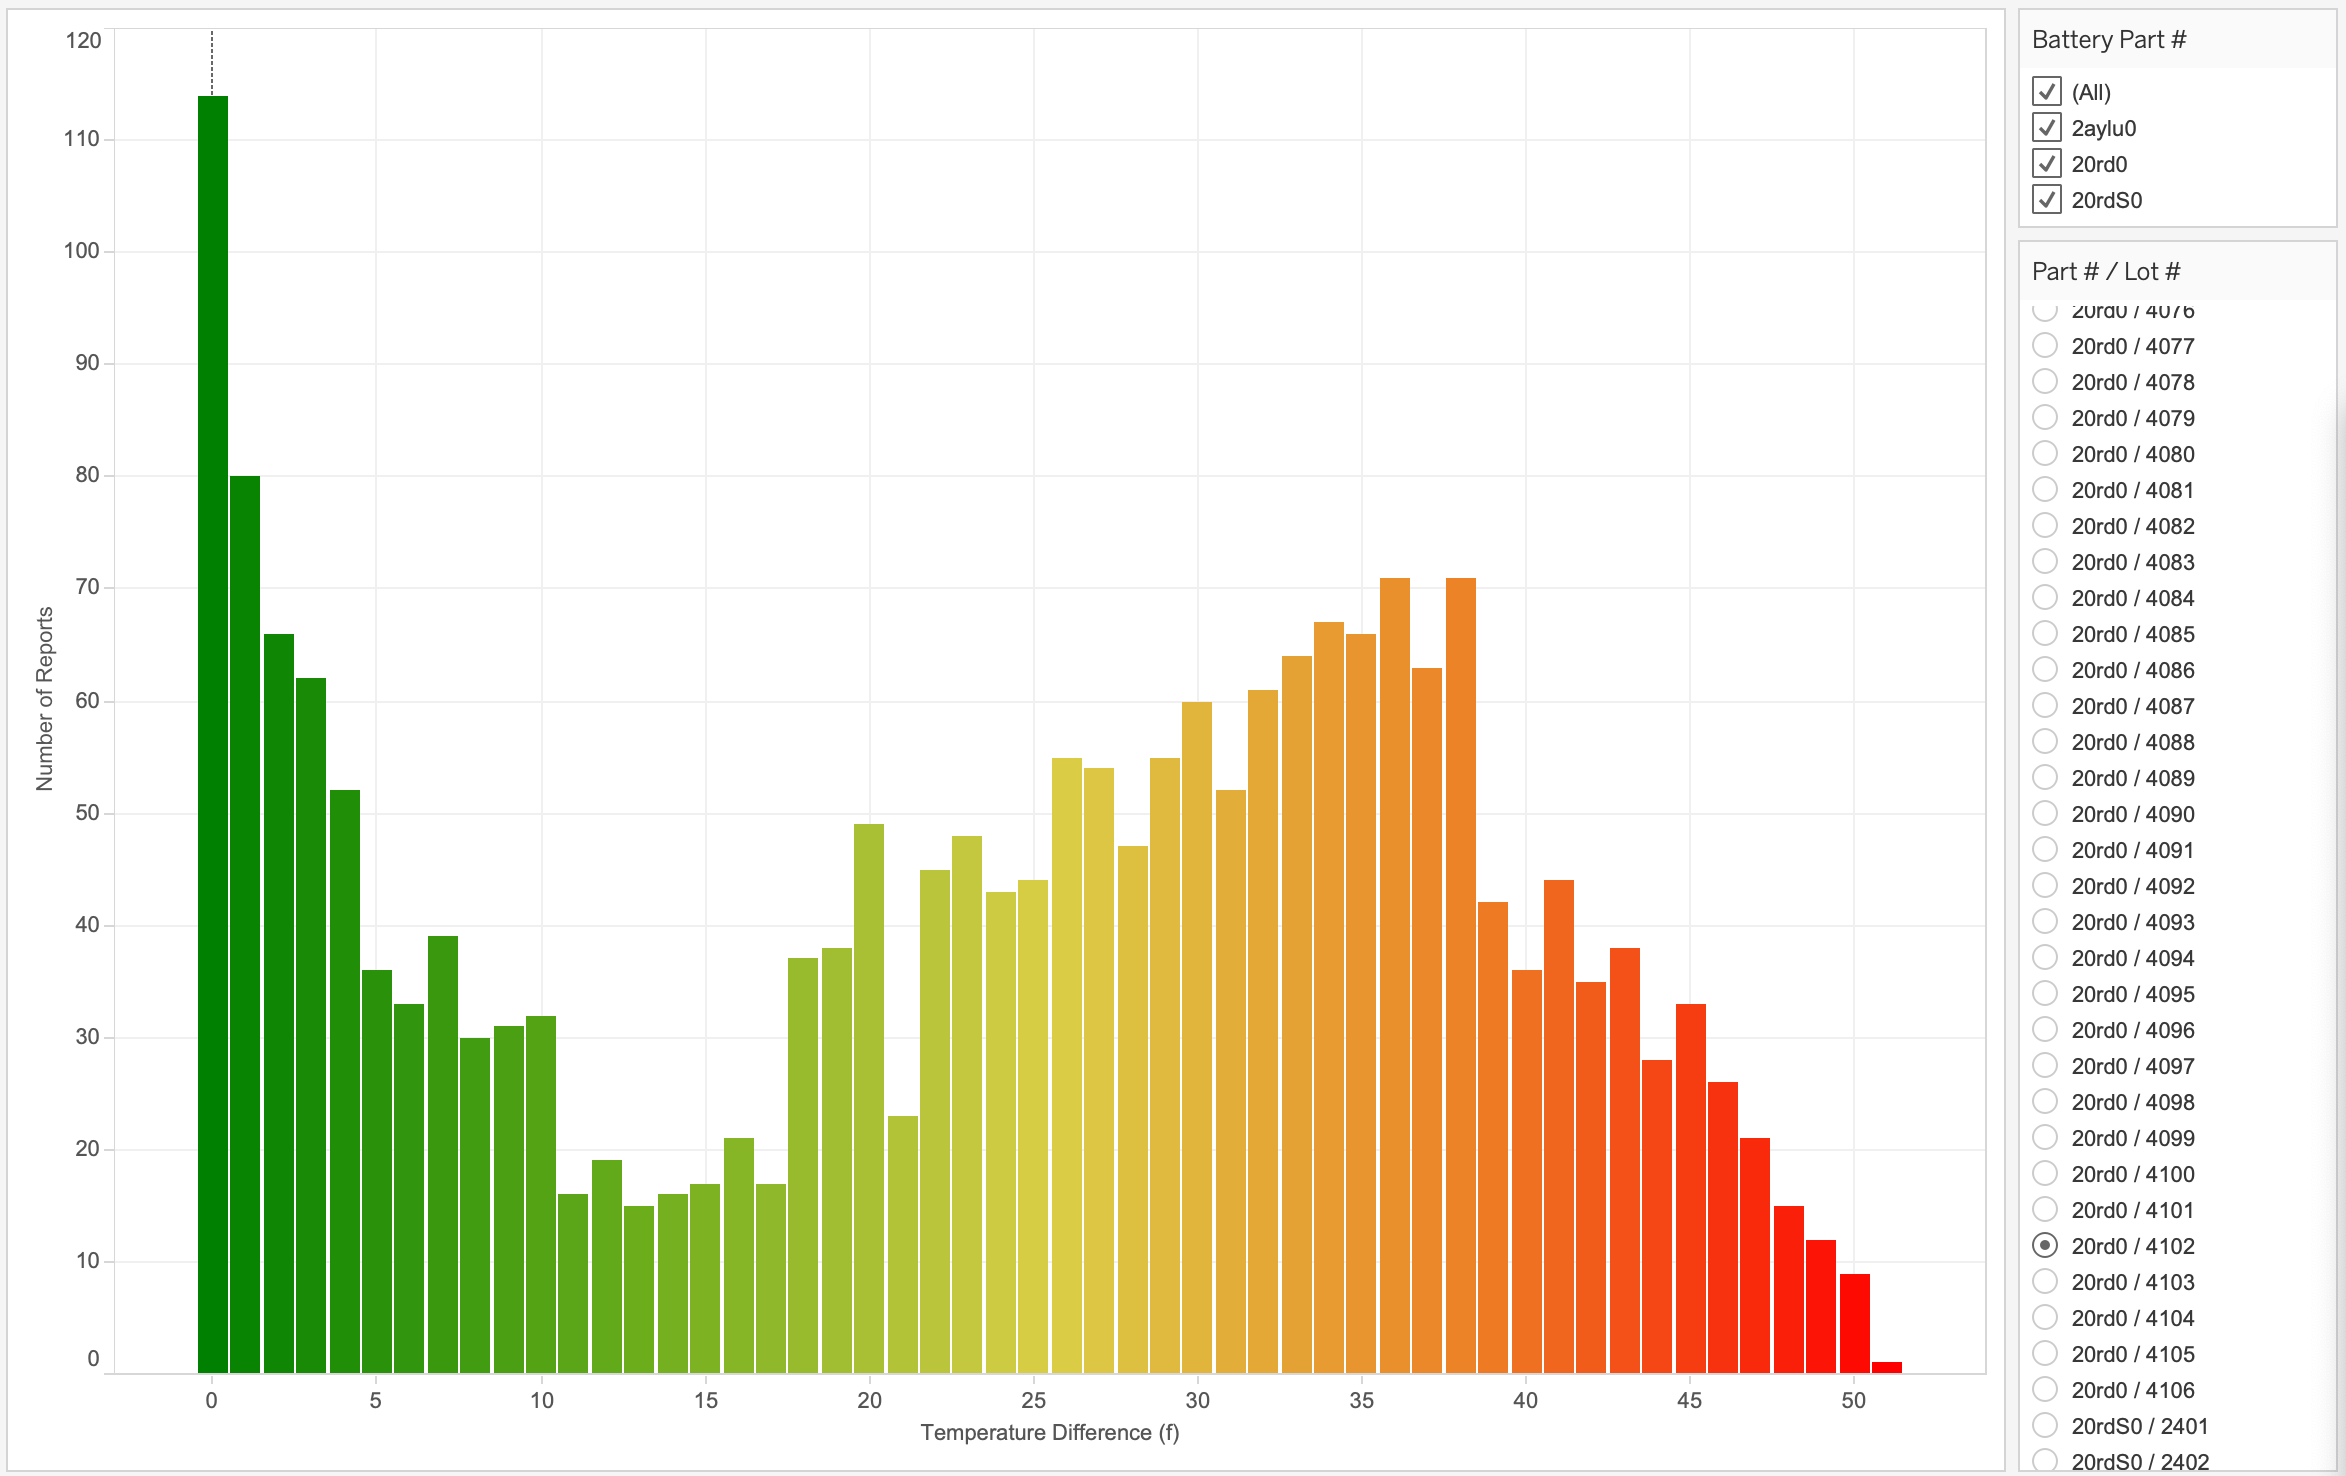 120
110
100
90
80
70
60
50
40
30
20
10
0
Number of Reports
0 5 10 15 20 25 30 35 40 45 50
Temperature Difference (f)
Battery Part #
(All)
2aylu0
20rd0
20rdS0
Part # / Lot #
20rd0 / 4076
20rd0 / 4077
20rd0 / 4078
20rd0 / 4079
20rd0 / 4080
20rd0 / 4081
20rd0 / 4082
20rd0 / 4083
20rd0 / 4084
20rd0 / 4085
20rd0 / 4086
20rd0 / 4087
20rd0 / 4088
20rd0 / 4089
20rd0 / 4090
20rd0 / 4091
20rd0 / 4092
20rd0 / 4093
20rd0 / 4094
20rd0 / 4095
20rd0 / 4096
20rd0 / 4097
20rd0 / 4098
20rd0 / 4099
20rd0 / 4100
20rd0 / 4101
20rd0 / 4102
20rd0 / 4103
20rd0 / 4104
20rd0 / 4105
20rd0 / 4106
20rdS0 / 2401
20rdS0 / 2402